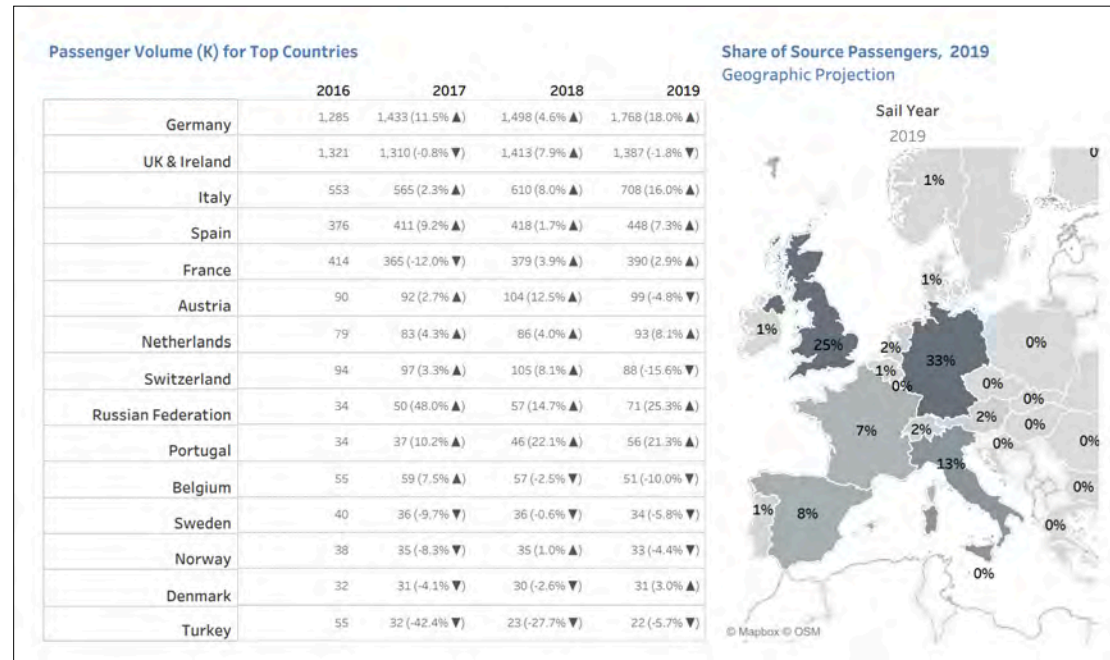 Passenger Volume (K) for Top Countries
2016 2017 2018 2019
Germany 1,285 1,433 (11.5% ▲) 1,498 (4.6% ▲) 1,768 (18.0% ▲)
UK & Ireland 1,321 1,310 (-0.8% ▼) 1,413 (7.9% ▲) 1,387 (-1.8% ▼)
Italy 553 565 (2.3% ▲) 610 (8.0% ▲) 708 (16.0% ▲)
Spain 376 411 (9.2% ▲) 418 (1.7% ▲) 448 (7.3% ▲)
France 414 365 (-12.0% ▼) 379 (3.9% ▲) 390 (2.9% ▲)
Austria 90 92 (2.7% ▲) 104 (12.5% ▲) 99 (-4.8% ▼)
Netherlands 79 83 (4.3% ▲) 86 (4.0% ▲) 93 (8.1% ▲)
Switzerland 94 97 (3.3% ▲) 105 (8.1% ▲) 88 (-15.6% ▼)
Russian Federation 34 50 (48.0% ▲) 57 (14.7% ▲) 71 (25.3% ▲)
Portugal 34 37 (10.2% ▲) 46 (22.1% ▲) 56 (21.3% ▲)
Belgium 55 59 (7.5% ▲) 57 (-2.5% ▼) 51 (-10.0% ▼)
Sweden 40 36 (-9.7% ▼) 36 (-0.6% ▼) 34 (-5.8% ▼)
Norway 38 35 (-8.3% ▼) 35 (1.0% ▲) 33 (-4.4% ▼)
Denmark 32 31 (-4.1% ▼) 30 (-2.6% ▼) 31 (3.0% ▲)
Turkey 55 32 (-42.4% ▼) 23 (-27.7% ▼) 22 (-5.7% ▼)
Share of Source Passengers, 2019
Geographic Projection
Sail Year
2019
0
1%
1%
1%
25%
2%
33%
0%
1%
0%
0%
0%
7%
2%
2%
0%
0%
0%
13%
0%
1%
8%
0%
0%
© Mapbox © OSM